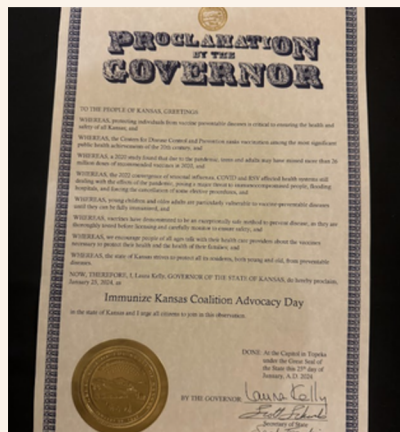 PROCLAMATION
BY THE
GOVERNOR
TO THE PEOPLE OF KANSAS, GREETINGS
WHEREAS, protecting individuals from vaccine preventable diseases is critical to ensuring the health and
safety of all Kansas, and
WHEREAS, the Centers for Disease Control and Prevention states vaccination among the most significant
public health achievements of the 20th century, and
WHEREAS, a 2020 study found that due to the pandemic, teens and adults may have missed more than 26
million doses of recommended vaccines in 2020, and
WHEREAS, the 2022 convergence of seasonal influenza, COVID and RSV affected health systems still
dealing with the effects of the pandemic, posing a major threat to immunocompromised people, flooding
hospitals, and forcing the cancellation of some elective procedures, and
WHEREAS, young children and older adults are particularly vulnerable to vaccine-preventable diseases
until they can be fully immunized, and
WHEREAS, vaccines have demonstrated to be an exceptionally safe method to prevent disease, as they are
thoroughly tested before licensing and carefully monitored to ensure safety; and
WHEREAS, we encourage people of all ages talk with their health care providers about the vaccines
necessary to protect their health and the health of their families; and
WHEREAS, the state of Kansas strives to protect all its residents, both young and old, from preventable
diseases.
NOW, THEREFORE, I, Laura Kelly, GOVERNOR OF THE STATE OF KANSAS, do hereby proclaim,
January 25, 2024, as
Immunize Kansas Coalition Advocacy Day
in the state of Kansas and I urge all citizens to join in this observation.
DONE: At the Capitol in Topeka
under the Great Seal of
the State this 25th day of
January, A.D. 2024
BY THE GOVERNOR: Laura Kelly
Secretary of State